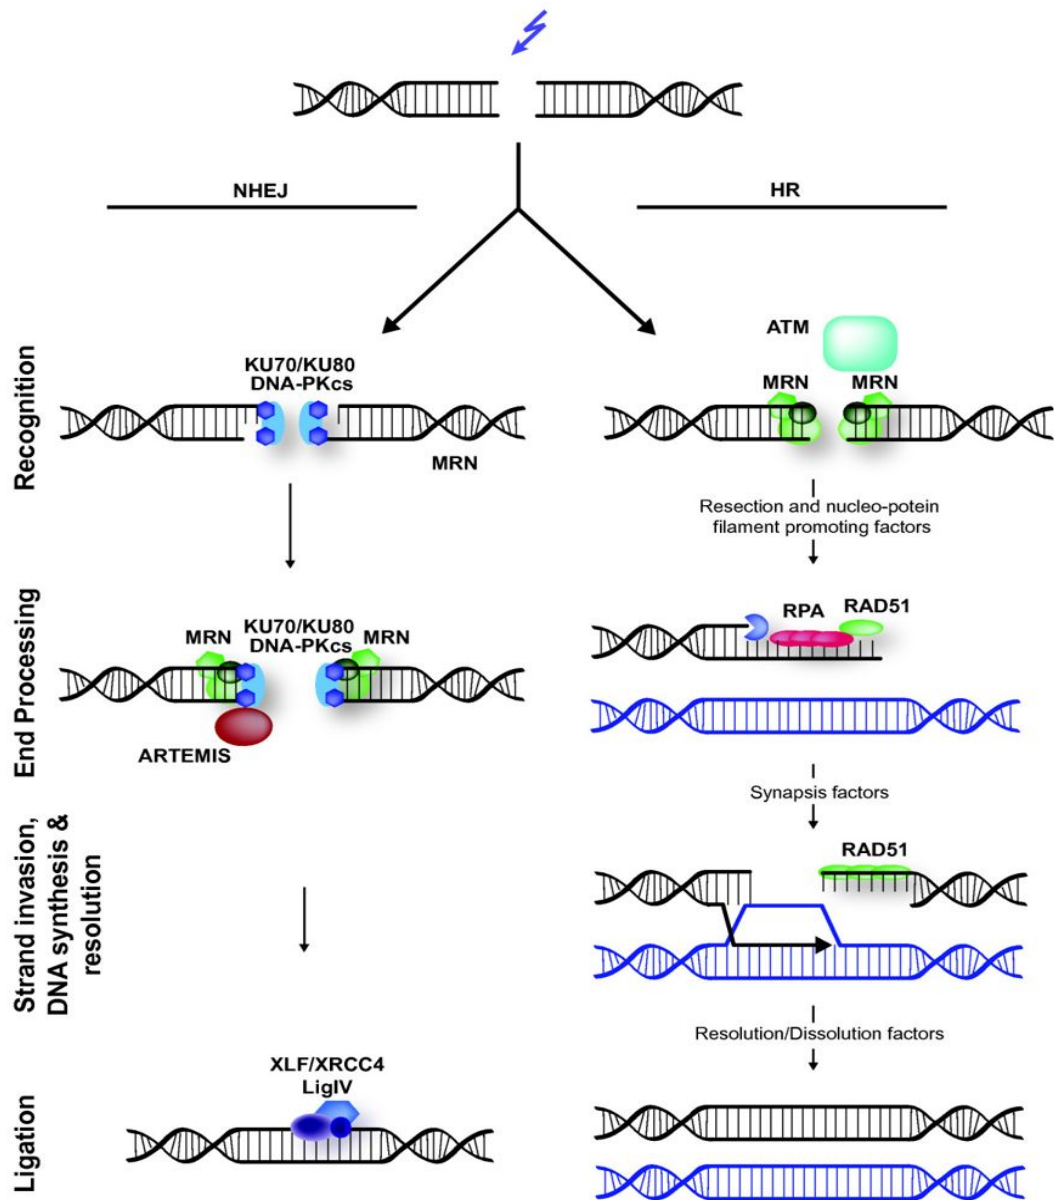 NHEJ
HR
Recognition
KU70/KU80
DNA-PKcs
MRN
ATM
MRN
MRN
Resection and nucleo-potein
filament promoting factors
End Processing
MRN
KU70/KU80
DNA-PKcs
MRN
ARTEMIS
RPA
RAD51
Synapsis factors
Strand invasion,
DNA synthesis &
resolution
RAD51
Resolution/Dissolution factors
Ligation
XLF/XRCC4
LigIV